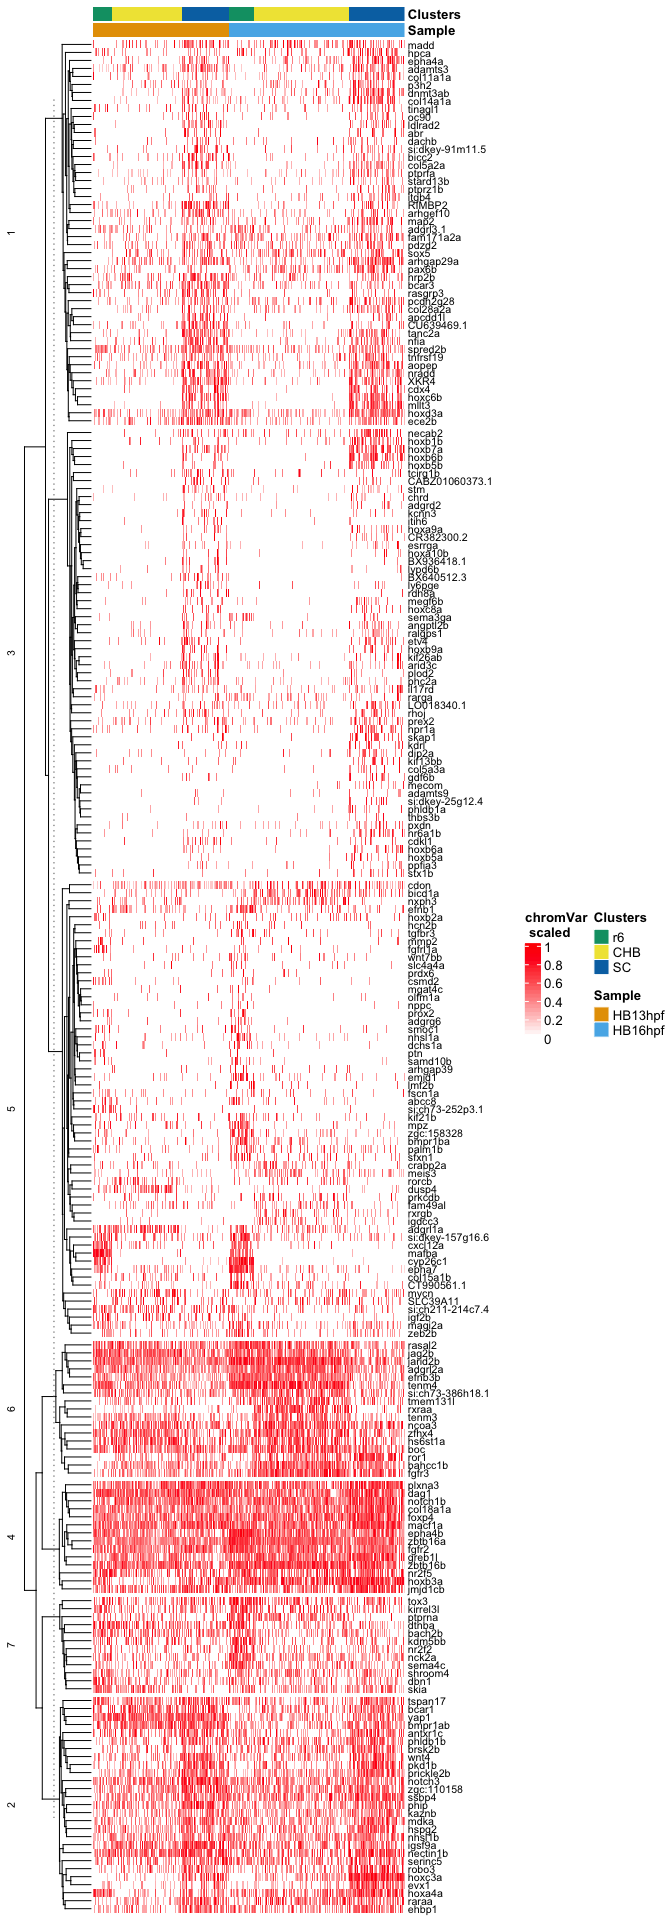 Clusters
Sample
1
madd
hpca
epha4a
adamts3
col11a1a
p3h2
dnmt3ab
col14a1a
tinagl1
oc90
ldlrad2
abr
dachb
si:dkey-91m11.5
bicc2
col5a2a
ptprfa
stard13b
ptprz1b
itgb4
RIMBP2
arhgef10
map2
adgrl3.1
fam171a2a
pdzg2
sox5
arhgap29a
pax6b
nrp2b
bcar3
rasgrp3
pcdh2g28
col28a2a
apcdd1l
CU639469.1
tanc2a
nfia
spred2b
tnfrsf19
aopep
nradd
XKR4
cdx4
hoxc6b
mllt3
hoxd3a
ece2b
3
necab2
hoxb1b
hoxb7a
hoxb6b
hoxb5b
tcirg1b
CABZ01060373.1
stm
chrd
adgrd2
kcnn3
itih6
hoxa9a
CR382300.2
esrrga
hoxa10b
BX936418.1
lypd6b
BX640512.3
ly6pge
rdh8a
megf6b
hoxc8a
sema3ga
angptl2b
ralgps1
etv4
hoxb9a
kif26ab
arid3c
plod2
phc2a
il17rd
rarga
LO018340.1
rhoj
prex2
hpr1a
skap1
kdrl
dip2a
kif13bb
col5a3a
gdf6b
mecom
adamts9
si:dkey-25g12.4
phldb1a
thbs3b
pxdn
hr6a1b
cdkl1
hoxb6a
hoxb5a
ppfia3
stx1b
5
cdon
bicd1a
nxph3
efnb1
hoxb2a
hcn2b
tgfbr3
mmp2
fgfrl1a
wnt7bb
slc4a4a
prdx6
csmd2
mgat4c
olfm1a
nppc
prox2
adgrg6
smoc1
nhsl1a
dchs1a
ptn
samd10b
arhgap39
emid1
lmf2b
fscn1a
abcc8
si:ch73-252p3.1
kif21b
mpz
zgc:158328
bmpr1ba
palm1b
sfxn1
crabp2a
meis3
rorcb
dusp4
prkcdb
fam49al
rxrgb
igdcc3
adgrl1a
si:dkey-157g16.6
cxcl12a
mafba
cyp26c1
epha7
col15a1b
CT990561.1
mycn
SLC39A11
si:ch211-214c7.4
igf2b
magi2a
zeb2b
6
rasal2
jag2b
jarid2b
adgrl2a
efnb3b
tenm4
si:ch73-386h18.1
tmem131l
rxraa
tenm3
ncoa3
zfhx4
hs6st1a
boc
ror1
bahcc1b
fgfr3
4
plxna3
dag1
notch1b
col18a1a
foxp4
macf1a
epha4b
zbtb16a
fgfr2
greb1l
zbtb16b
nr2f5
hoxb3a
jmjd1cb
7
tox3
kirrel3l
ptprna
dtnba
bach2b
kdm5bb
nr2f2
nck2a
sema4c
shroom4
dbn1
skia
2
tspan17
bcar1
yap1
bmpr1ab
antxr1c
phldb1b
brsk2b
wnt4
pkd1b
prickle2b
notch3
zgc:110158
ssbp4
phip
kaznb
mdka
hspg2
nhsl1b
igsf9a
nectin1b
serinc5
robo3
hoxc3a
evx1
hoxa4a
raraa
ehbp1
chromVar
scaled
1
0.8
0.6
0.4
0.2
0
Clusters
r6
CHB
SC
Sample
HB13hpf
HB16hpf